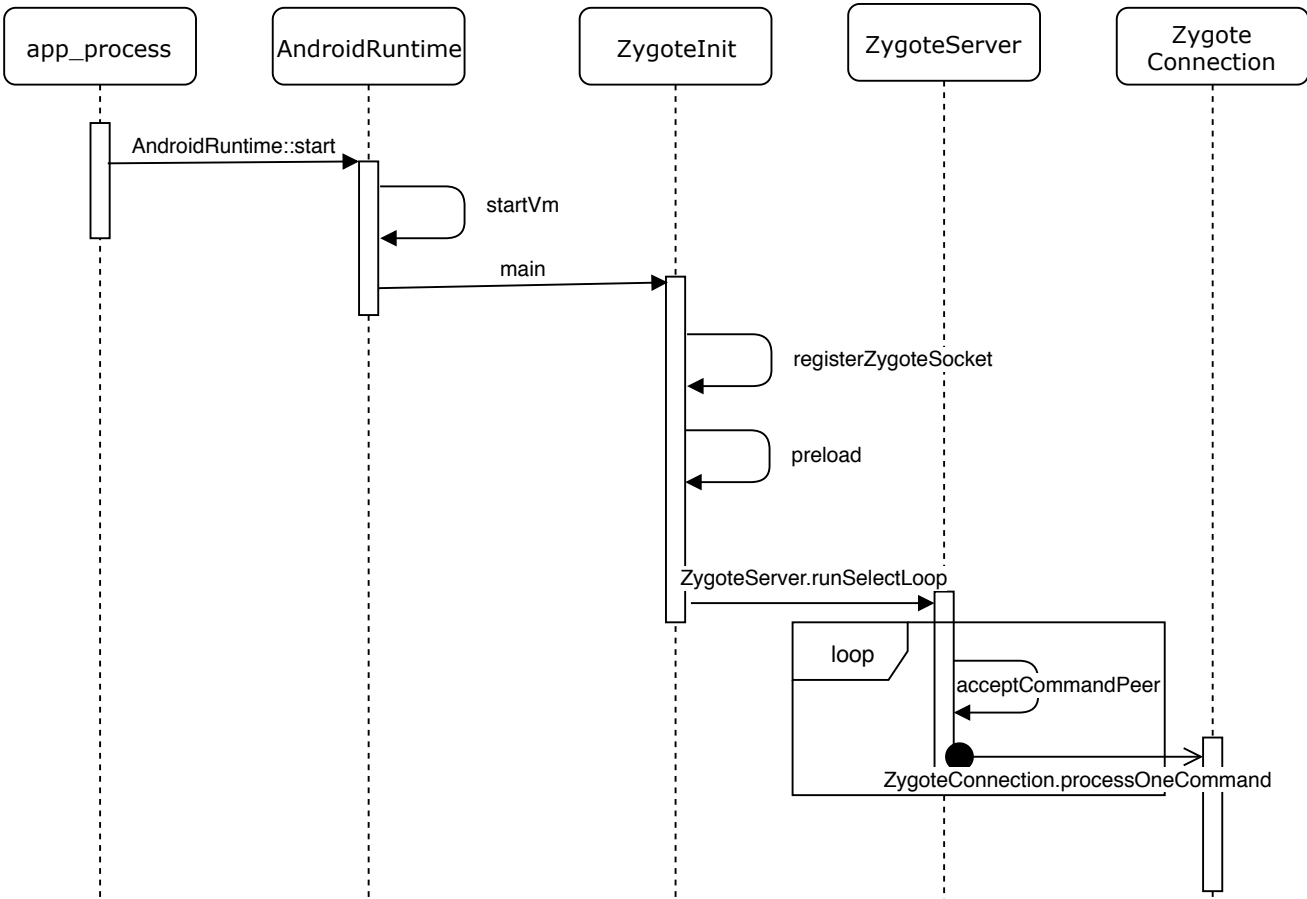 app_process
AndroidRuntime
ZygoteInit
ZygoteServer
Zygote
Connection
AndroidRuntime::start
startVm
main
registerZygoteSocket
preload
ZygoteServer.runSelectLoop
loop
acceptCommandPeer
ZygoteConnection.processOneCommand